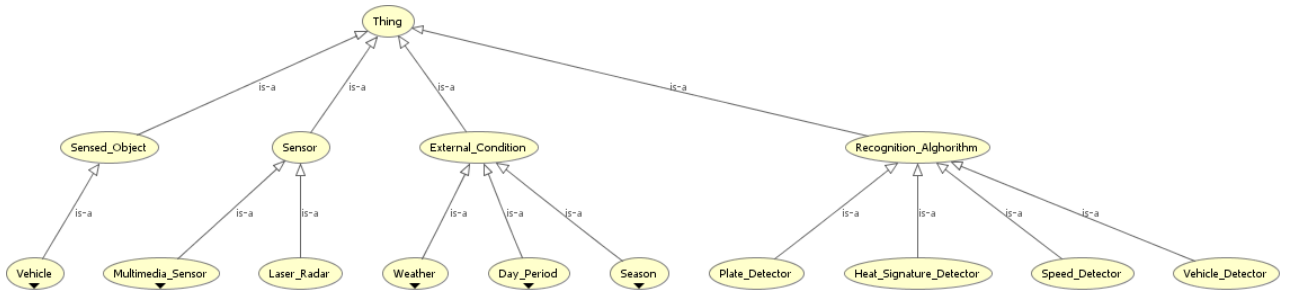 Thing
is-a
is-a
is-a
is-a
Sensed_Object
Sensor
External_Condition
Recognition_Alghorithm
is-a
is-a
is-a
is-a
is-a
is-a
is-a
is-a
is-a
Vehicle
Multimedia_Sensor
Laser_Radar
Weather
Day_Period
Season
Plate_Detector
Heat_Signature_Detector
Speed_Detector
Vehicle_Detector